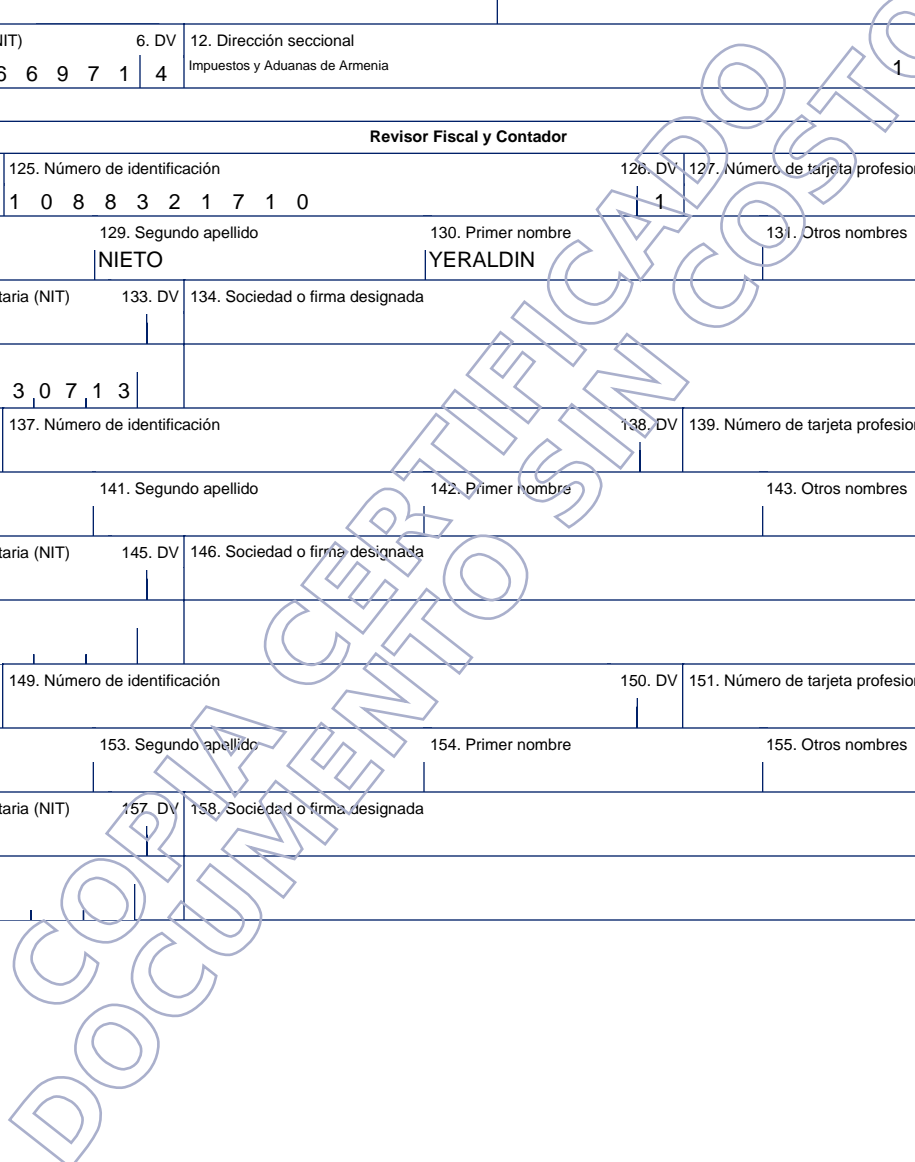 IIT) 6. DV 12. Dirección seccional
6 6 9 7 1 4 Impuestos y Aduanas de Armenia 1
Revisor Fiscal y Contador
125. Número de identificación 126. DV 127. Número de tarjeta profesion
1 0 8 8 3 2 1 7 1 0 1
129. Segundo apellido 130. Primer nombre 131. Otros nombres
NIETO YERALDIN
taria (NIT) 133. DV 134. Sociedad o firma designada
3 0 7 1 3
137. Número de identificación 138. DV 139. Número de tarjeta profesion
141. Segundo apellido 142. Primer nombre 143. Otros nombres
taria (NIT) 145. DV 146. Sociedad o firma designada
149. Número de identificación 150. DV 151. Número de tarjeta profesion
153. Segundo apellido 154. Primer nombre 155. Otros nombres
taria (NIT) 157. DV 158. Sociedad o firma designada
COPIA CERTIFICADO
DOCUMENTO SIN COSTO